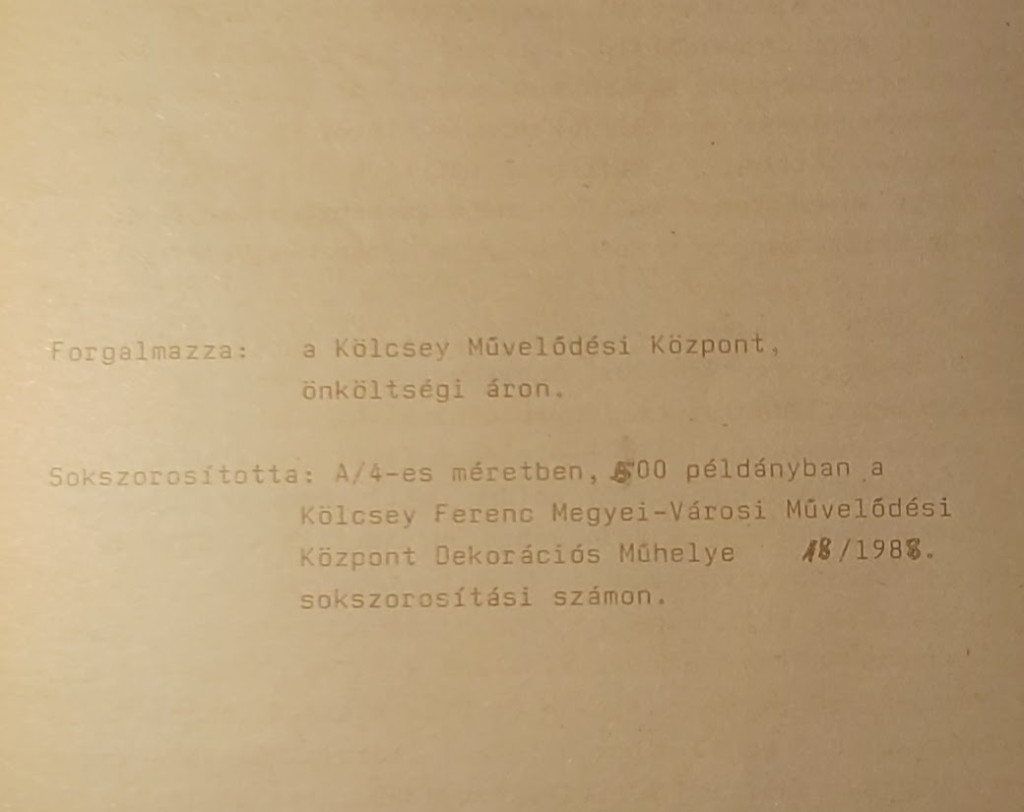 Forgalmazza: a Kölcsey Művelődési Központ,
önköltségi áron.
Sokszorosította: A/4-es méretben, 500 példányban a
Kölcsey Ferenc Megyei-Városi Művelődési
Központ Dekorációs Műhelye 18/1988.
sokszorosítási számon.